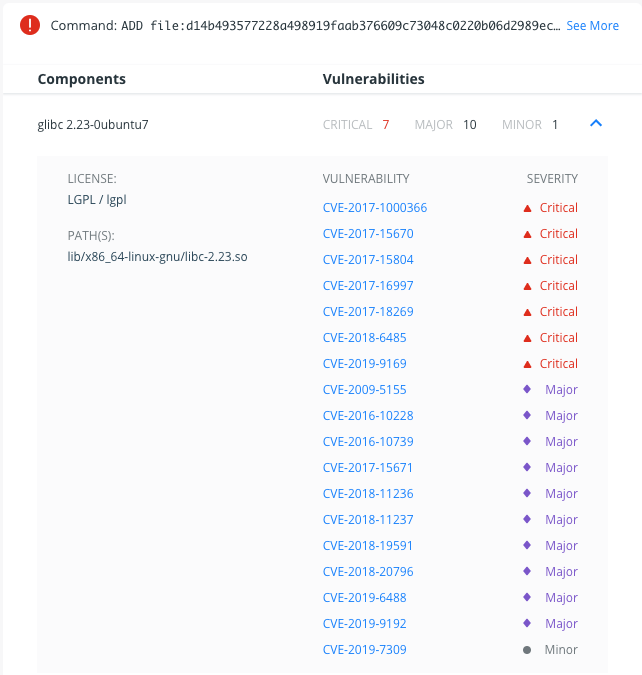 Command: ADD file:d14b493577228a498919faab376609c73048c0220b06d2989ec… See More
Components Vulnerabilities
glibc 2.23-0ubuntu7 CRITICAL 7 MAJOR 10 MINOR 1
LICENSE: VULNERABILITY SEVERITY
LGPL / lgpl
CVE-2017-1000366 Critical
PATH(S):
CVE-2017-15670 Critical
lib/x86_64-linux-gnu/libc-2.23.so
CVE-2017-15804 Critical
CVE-2017-16997 Critical
CVE-2017-18269 Critical
CVE-2018-6485 Critical
CVE-2019-9169 Critical
CVE-2009-5155 Major
CVE-2016-10228 Major
CVE-2016-10739 Major
CVE-2017-15671 Major
CVE-2018-11236 Major
CVE-2018-11237 Major
CVE-2018-19591 Major
CVE-2018-20796 Major
CVE-2019-6488 Major
CVE-2019-9192 Major
CVE-2019-7309 Minor